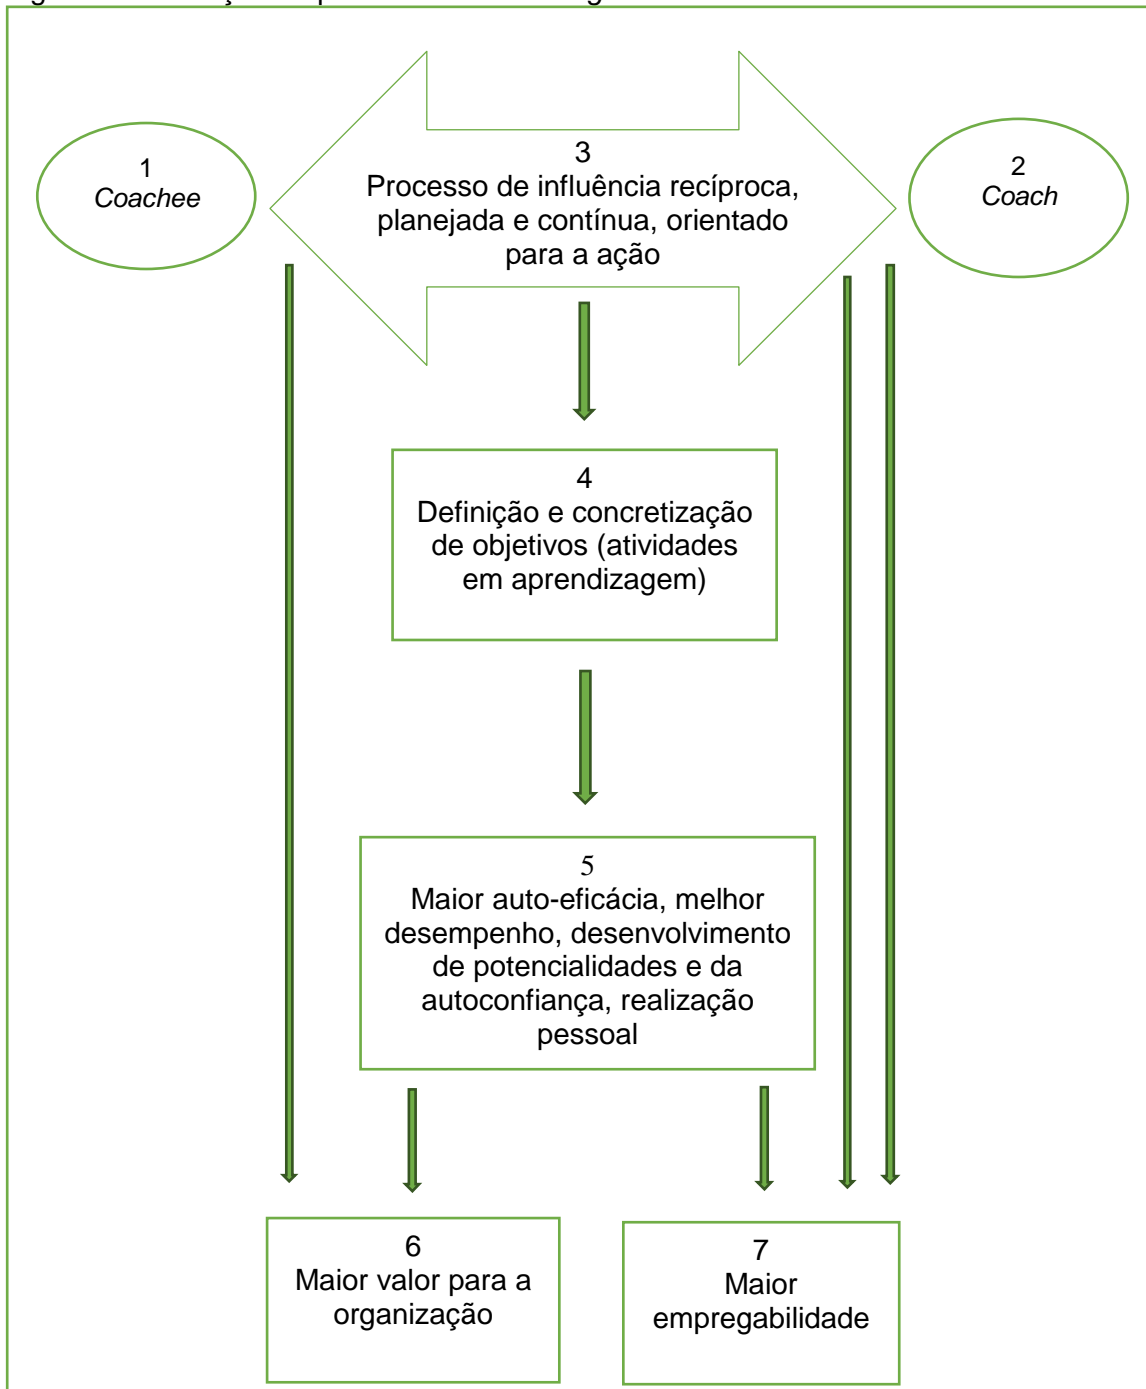 1
Coachee
3
Processo de influência recíproca,
planejada e contínua, orientado
para a ação
2
Coach
4
Definição e concretização
de objetivos (atividades
em aprendizagem)
5
Maior auto-eficácia, melhor
desempenho, desenvolvimento
de potencialidades e da
autoconfiança, realização
pessoal
6
Maior valor para a
organização
7
Maior
empregabilidade